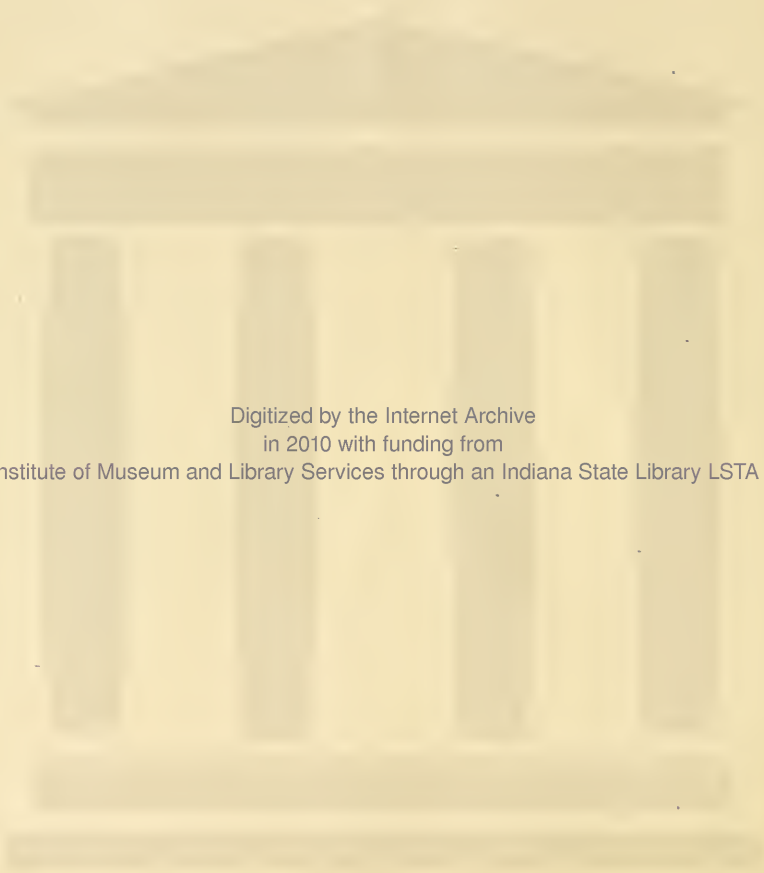 Digitized by the Internet Archive
in 2010 with funding from
nstitute of Museum and Library Services through an Indiana State Library LSTA